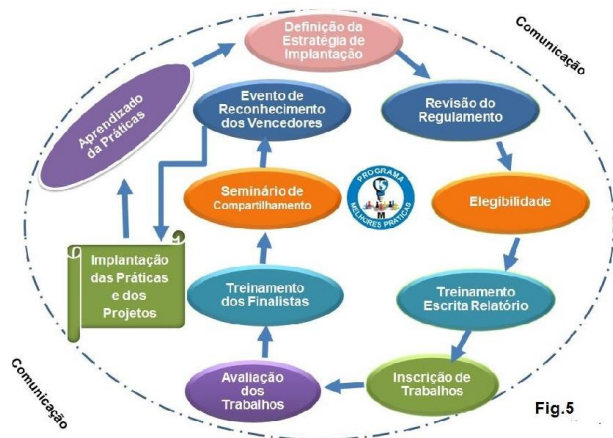 Comunicação
Definição da
Estratégia de
Implantação
Revisão do
Regulamento
Elegibilidade
Treinamento
Escrita Relatório
Inscrição de
Trabalhos
Avaliação
dos
Trabalhos
Treinamento
dos Finalistas
Seminário de
Compartilhamento
Evento de
Reconhecimento
dos Vencedores
Implantação
das Práticas
e dos
Projetos
Aprendizado
da Práticas
PROGRAMA
MELHORES PRÁTICAS
Comunicação
Fig.5